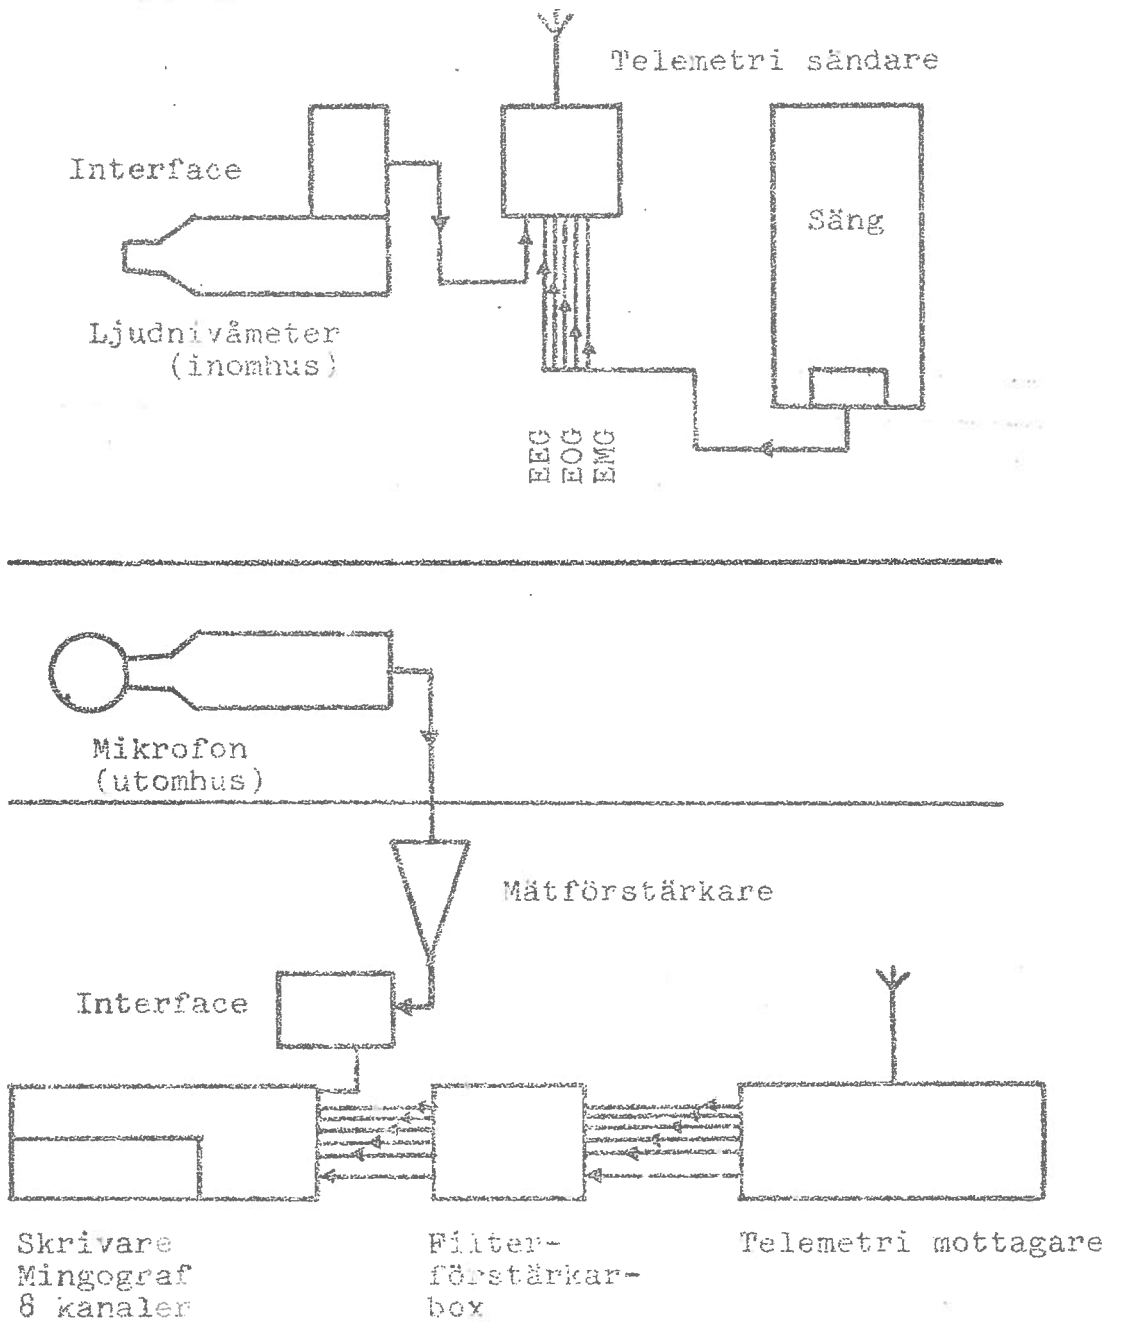 Telemetri sändare
Interface
Säng
Ljudnivåmeter
(inomhus)
EEG
EOG
EMG
Mikrofon
(utomhus)
Mätförstärkare
Interface
Skrivare
Mingograf
8 kanaler
Filter-
förstärkar-
box
Telemetri mottagare